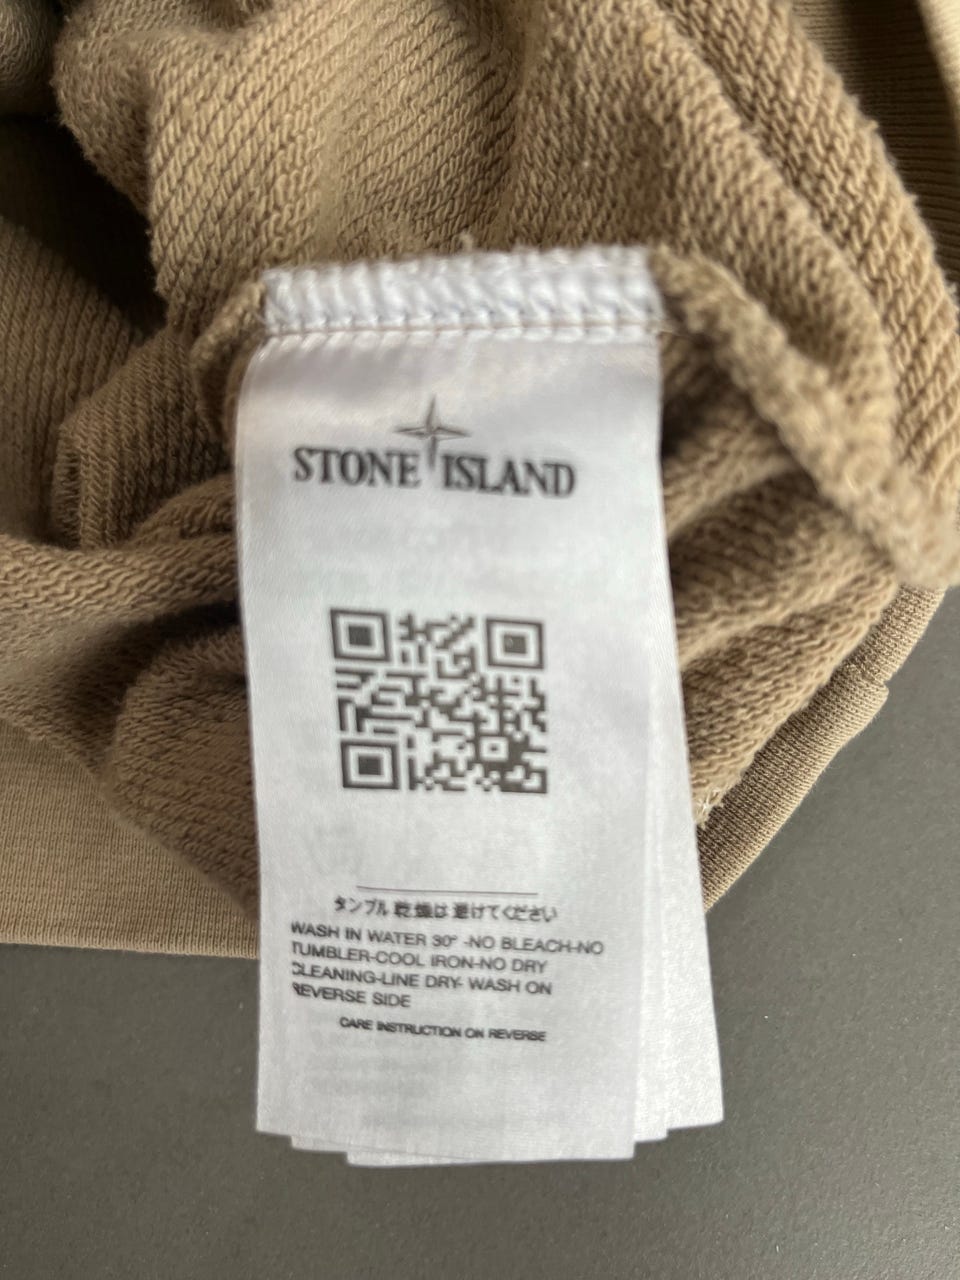 STONE ISLAND
タンブル乾燥は避けてください
WASH IN WATER 30° -NO BLEACH-NO
TUMBLER-COOL IRON-NO DRY
CLEANING-LINE DRY- WASH ON
REVERSE SIDE
CARE INSTRUCTION ON REVERSE